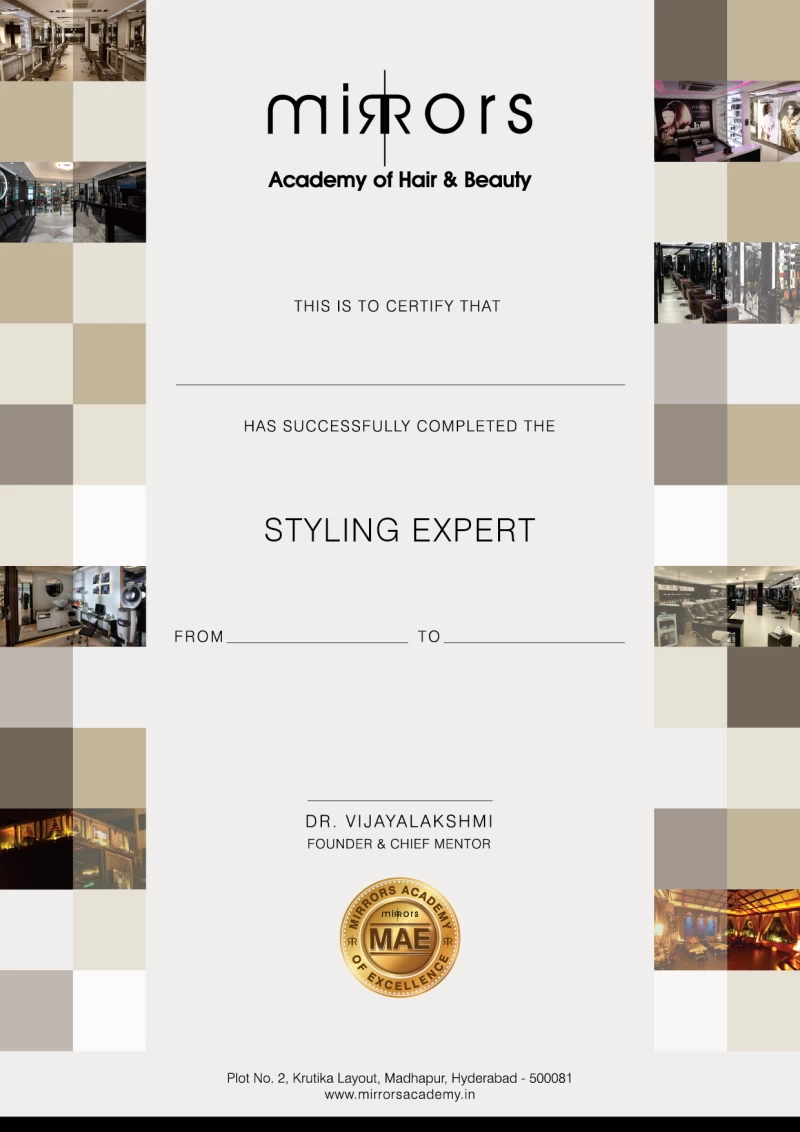 mirrors
Academy of Hair & Beauty
THIS IS TO CERTIFY THAT
HAS SUCCESSFULLY COMPLETED THE
STYLING EXPERT
FROM TO
DR. VIJAYALAKSHMI
FOUNDER & CHIEF MENTOR
MIRRORS ACADEMY
mirrors
MAE
OF EXCELLENCE
Plot No. 2, Krutika Layout, Madhapur, Hyderabad - 500081
www.mirrorsacademy.in